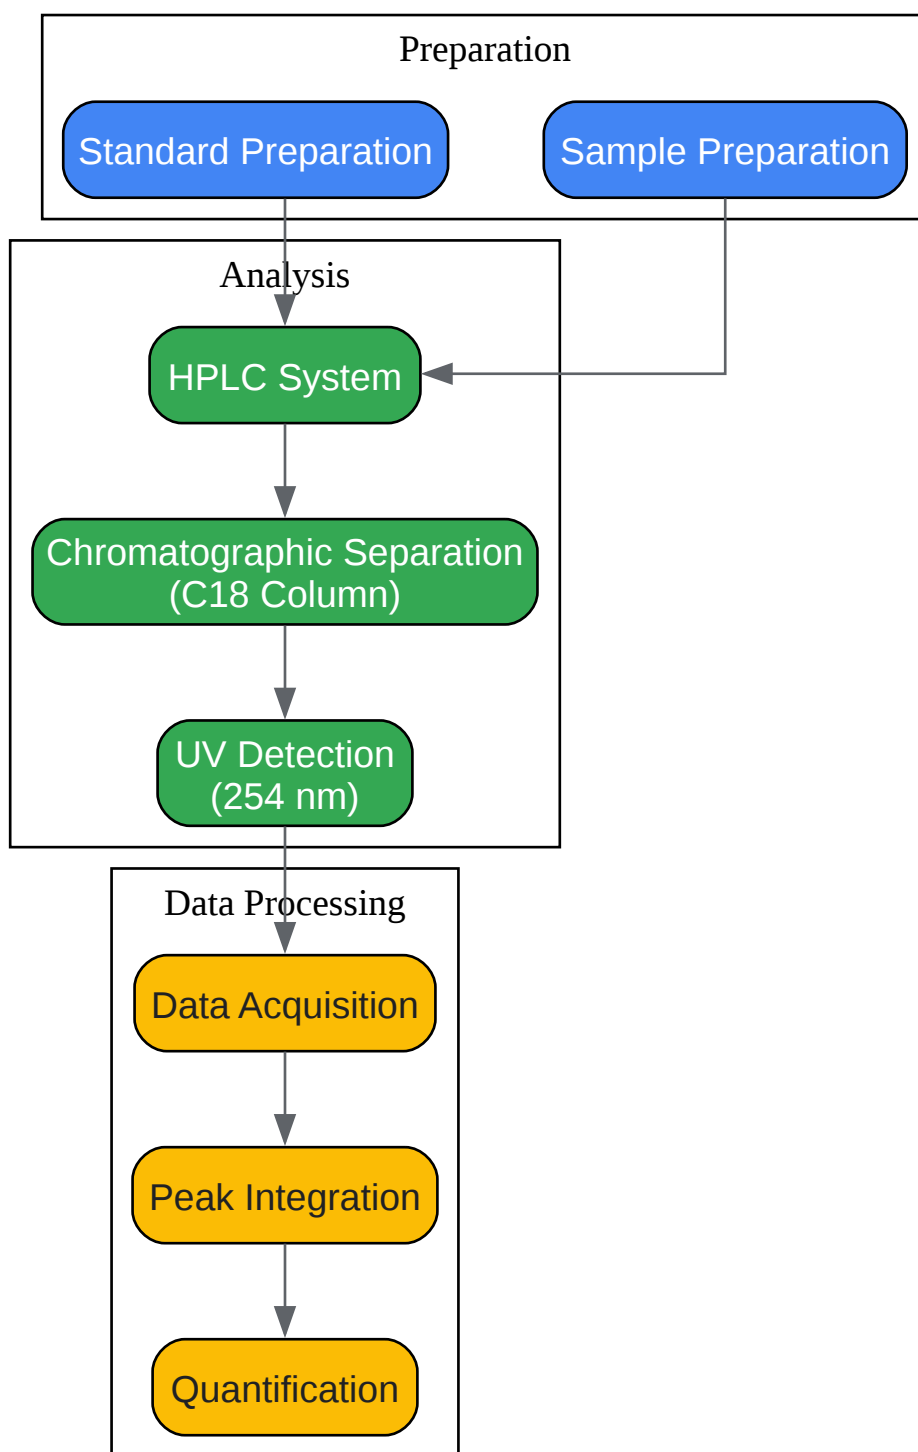 Preparation
Standard Preparation
Sample Preparation
Analysis
HPLC System
Chromatographic Separation
(C18 Column)
UV Detection
(254 nm)
Data Processing
Data Acquisition
Peak Integration
Quantification